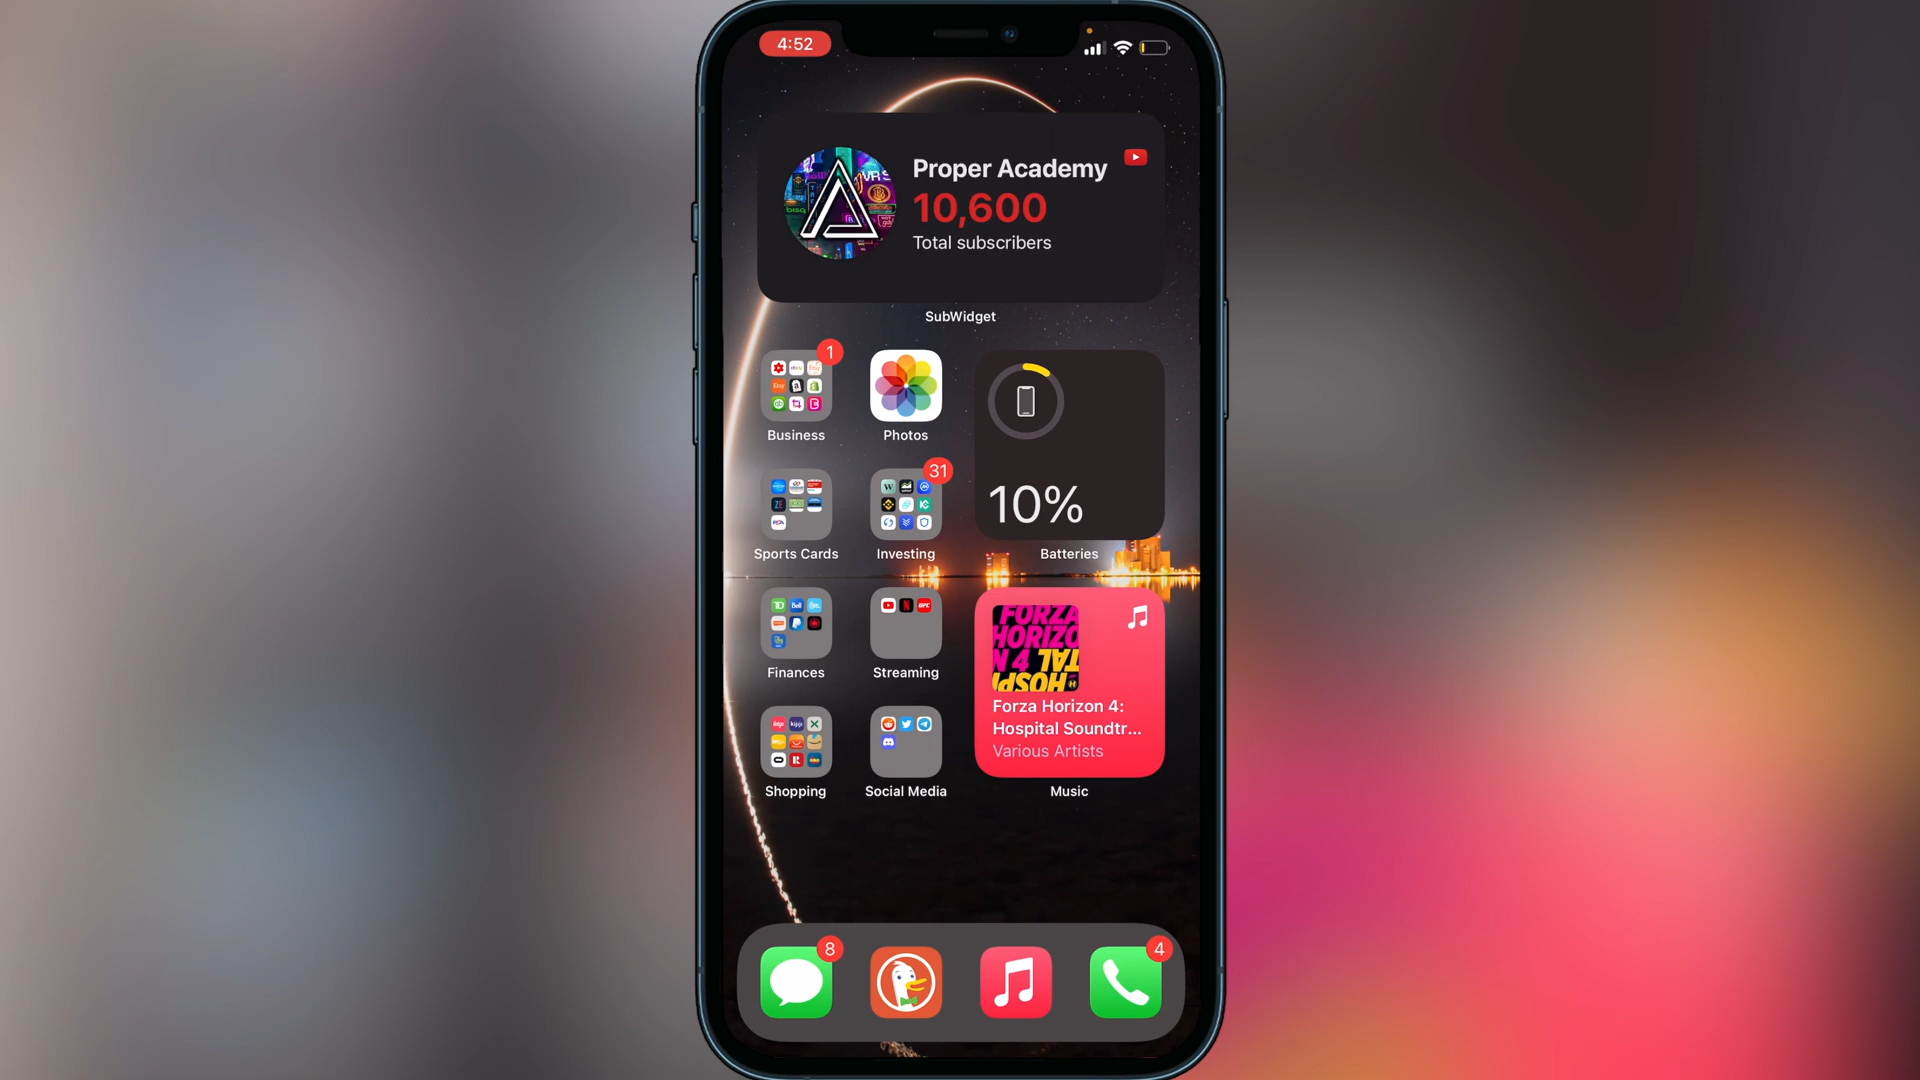 4:52
Proper Academy
10,600
Total subscribers
SubWidget
1
Business
Photos
10%
Batteries
31
Sports Cards
Investing
Finances
Streaming
FORZA
HORIZO
N 4
Forza Horizon 4:
Hospital Soundtr...
Various Artists
Music
Shopping
Social Media
8
4